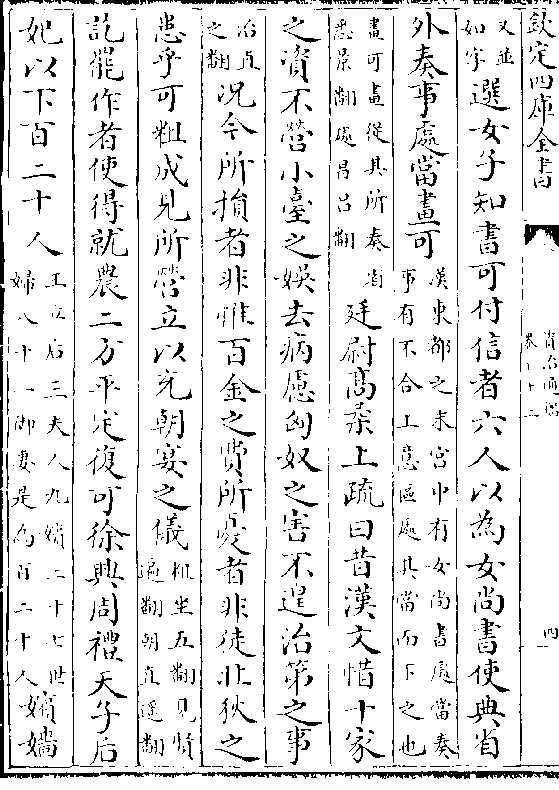 欽定四庫全書
資治通鑑
卷七十三
四
又並
如字
選女子知書可付信者六人以為女尚書使典省
外奏事處當畫可
漢東都之末宮中有女尚書處當奏
事有不合上意區處其當而下之也
畫可畫從其所奏省
悉景翻處昌呂翻
廷尉高柔上疏曰昔漢文惜十家
之資不營小臺之娛去病慮匈奴之害不遑治第之事
治直
之翻
況今所損者非惟百金之費所憂者非徒北狄之
患乎可粗成見所營立以充朝宴之儀
粗坐五翻見賢
遍翻朝直遙翻
訖罷作者使得就農二方平定復可徐興周禮天子后
妃以下百二十人
王立后三夫人九嬪二十七世
婦八十一御妻是為百二十人
嬪嬙